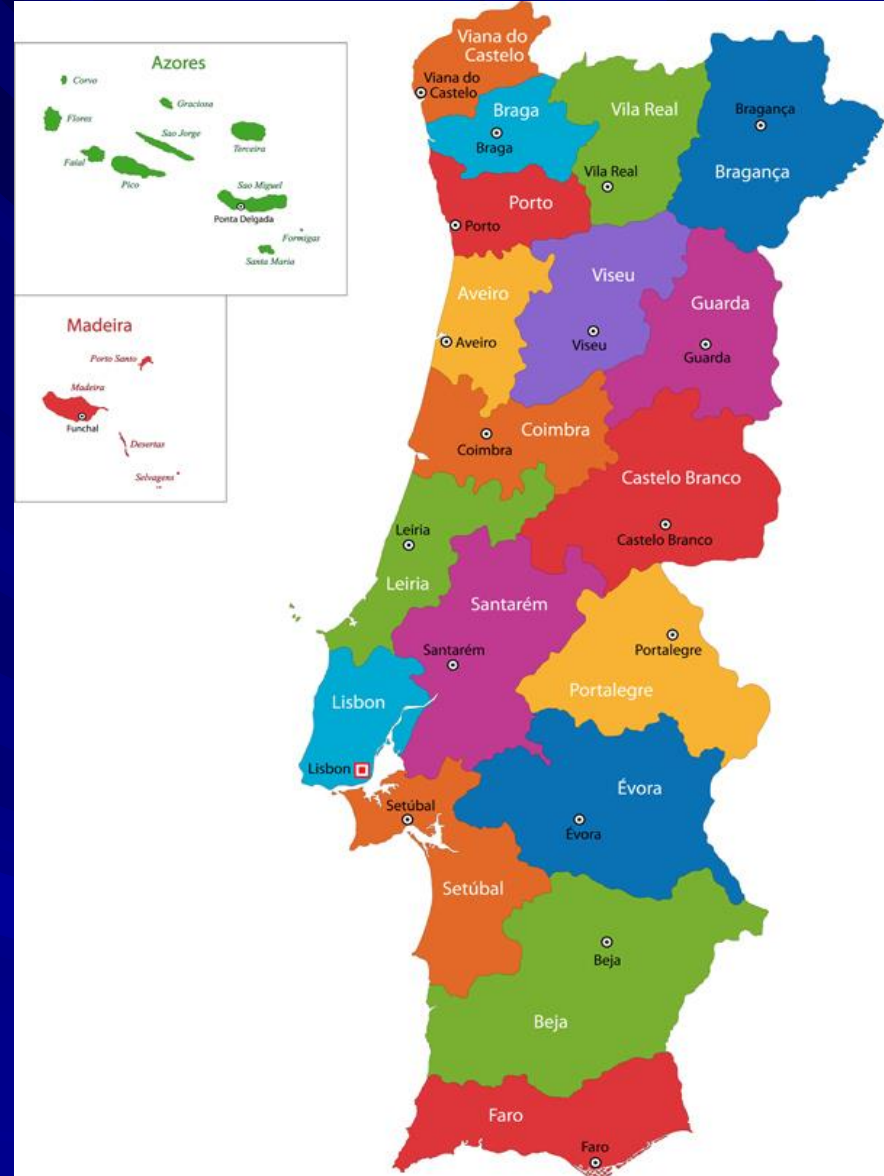 Azores
Corvo
Flores
Graciosa
Sao Jorge
Terceira
Faial
Pico
Sao Miguel
Ponta Delgada
Formigas
Santa Maria
Madeira
Porto Santo
Madeira
Funchal
Desertas
Selvagens
Viana do
Castelo
Viana do
Castelo
Braga
Braga
Vila Real
Vila Real
Bragança
Bragança
Porto
Porto
Aveiro
Aveiro
Viseu
Viseu
Guarda
Guarda
Coimbra
Coimbra
Castelo Branco
Castelo Branco
Leiria
Leiria
Santarém
Santarém
Portalegre
Portalegre
Lisbon
Lisbon
Setúbal
Setúbal
Évora
Évora
Beja
Beja
Faro
Faro